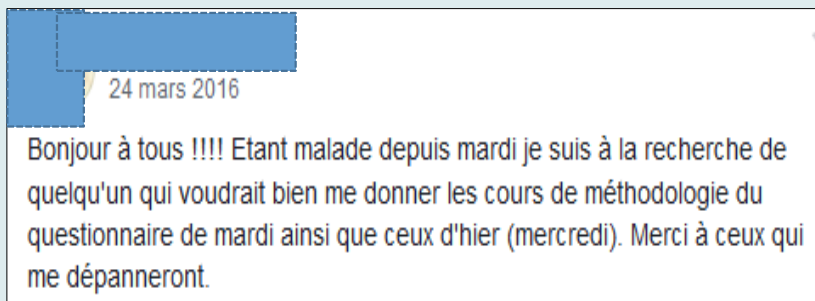 24 mars 2016
Bonjour à tous !!!! Etant malade depuis mardi je suis à la recherche de
quelqu'un qui voudrait bien me donner les cours de méthodologie du
questionnaire de mardi ainsi que ceux d'hier (mercredi). Merci à ceux qui
me dépanneront.